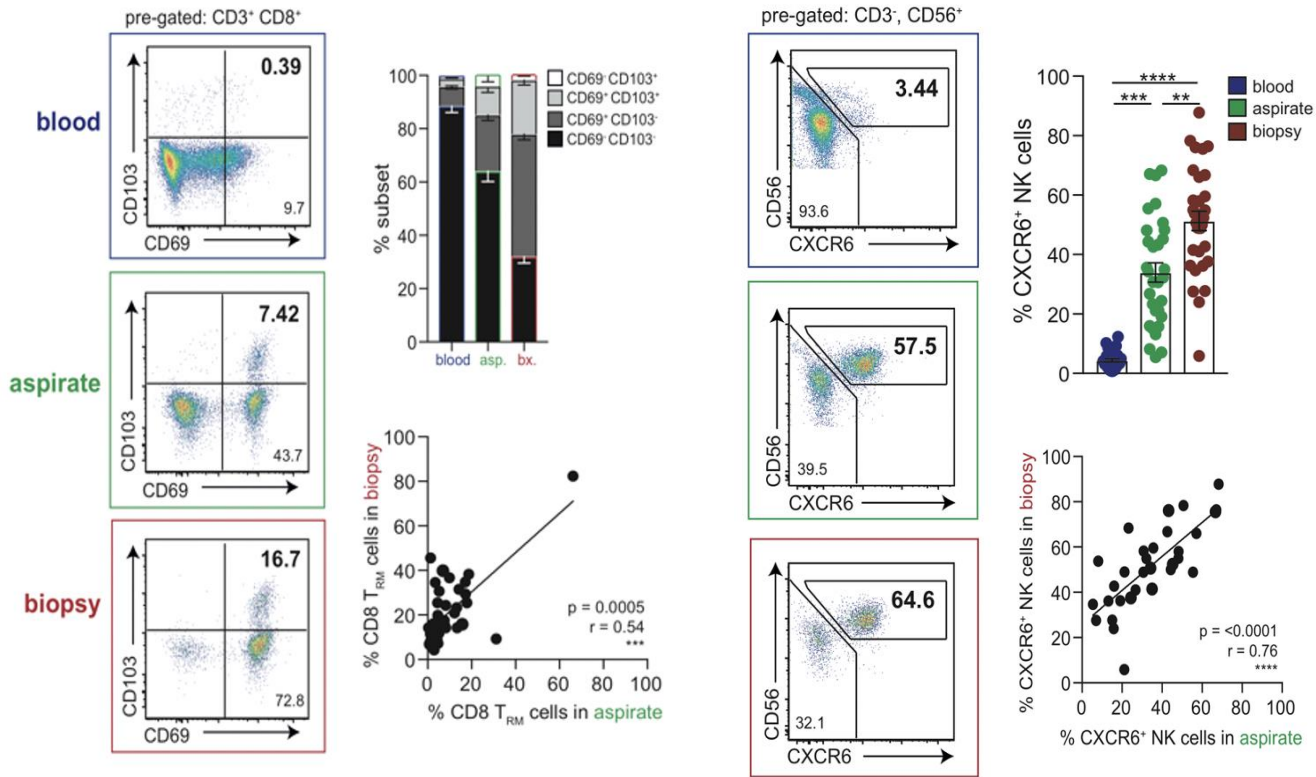 pre-gated: CD3⁺ CD8⁺
blood
0.39
9.7
CD103
CD69
aspirate
7.42
43.7
CD103
CD69
biopsy
16.7
72.8
CD103
CD69
100
80
60
40
20
0
% subset
blood asp. bx.
CD69⁻ CD103⁺
CD69⁺ CD103⁺
CD69⁺ CD103⁻
CD69⁻ CD103⁻
100
80
60
40
20
0
% CD8 T_RM cells in biopsy
p = 0.0005
r = 0.54
***
0 20 40 60 80 100
% CD8 T_RM cells in aspirate
pre-gated: CD3⁻, CD56⁺
3.44
93.6
CD56
CXCR6
57.5
39.5
CD56
CXCR6
64.6
32.1
CD56
CXCR6
100
80
60
40
20
0
% CXCR6⁺ NK cells
****
*** **
blood
aspirate
biopsy
100
80
60
40
20
0
% CXCR6⁺ NK cells in biopsy
p = <0.0001
r = 0.76
****
0 20 40 60 80 100
% CXCR6⁺ NK cells in aspirate